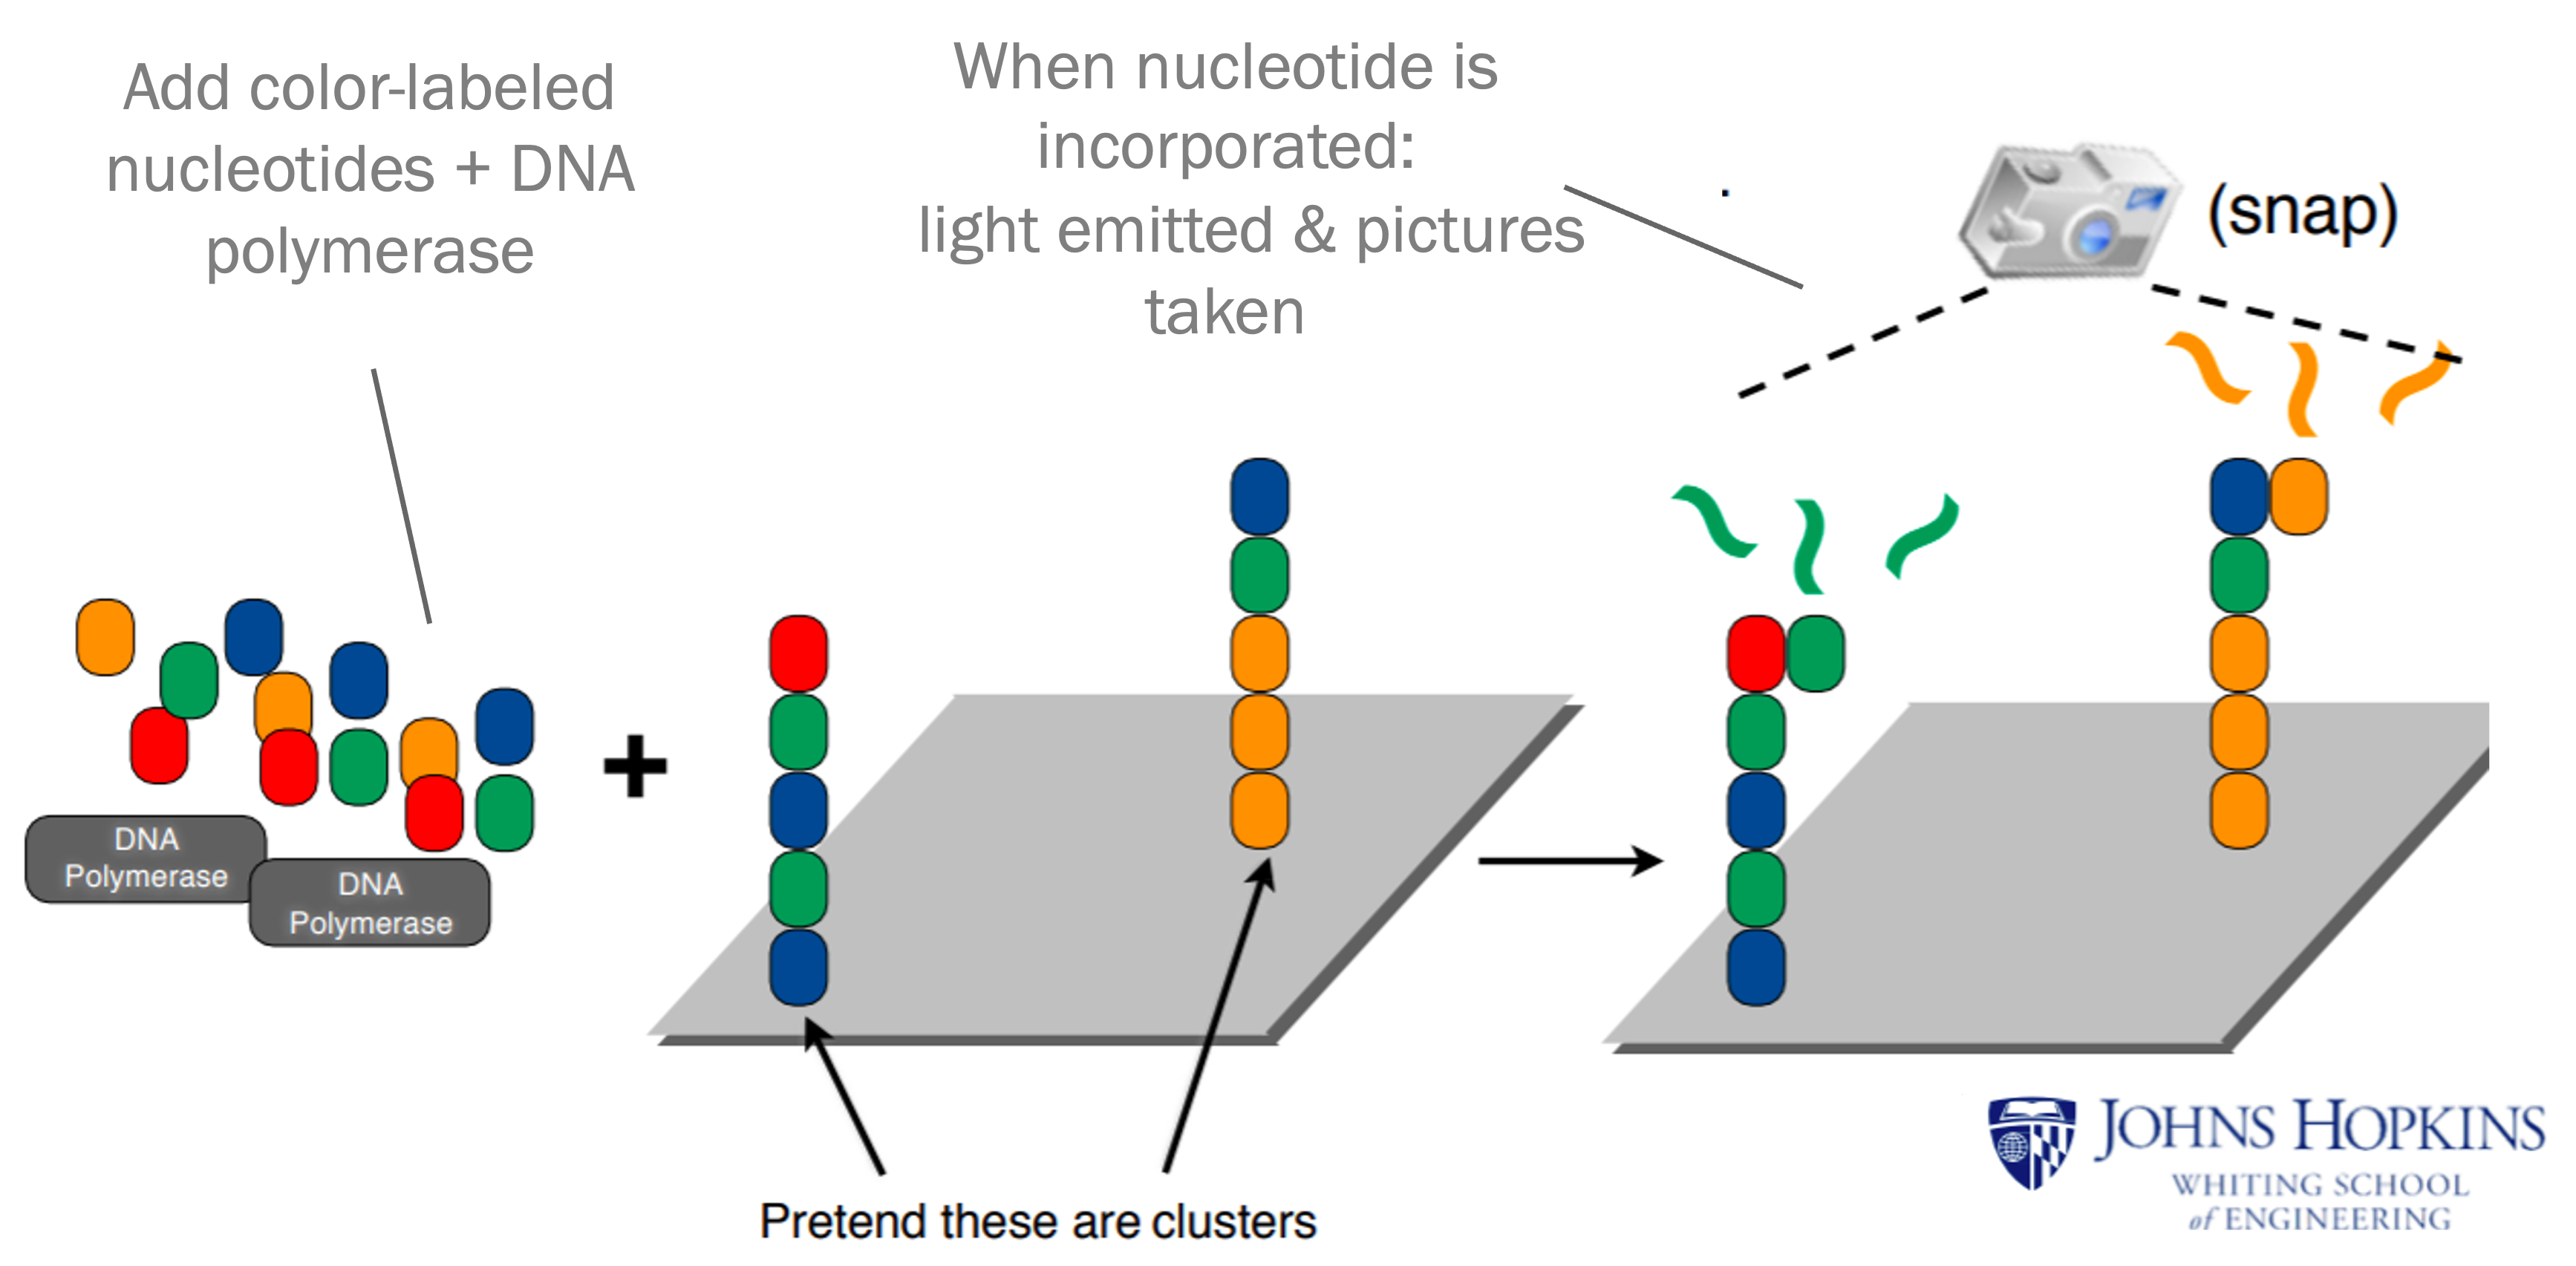 Add color-labeled
nucleotides + DNA
polymerase
When nucleotide is
incorporated:
light emitted & pictures
taken
(snap)
DNA
Polymerase
DNA
Polymerase
+
Pretend these are clusters
JOHNS HOPKINS
WHITING SCHOOL
of ENGINEERING